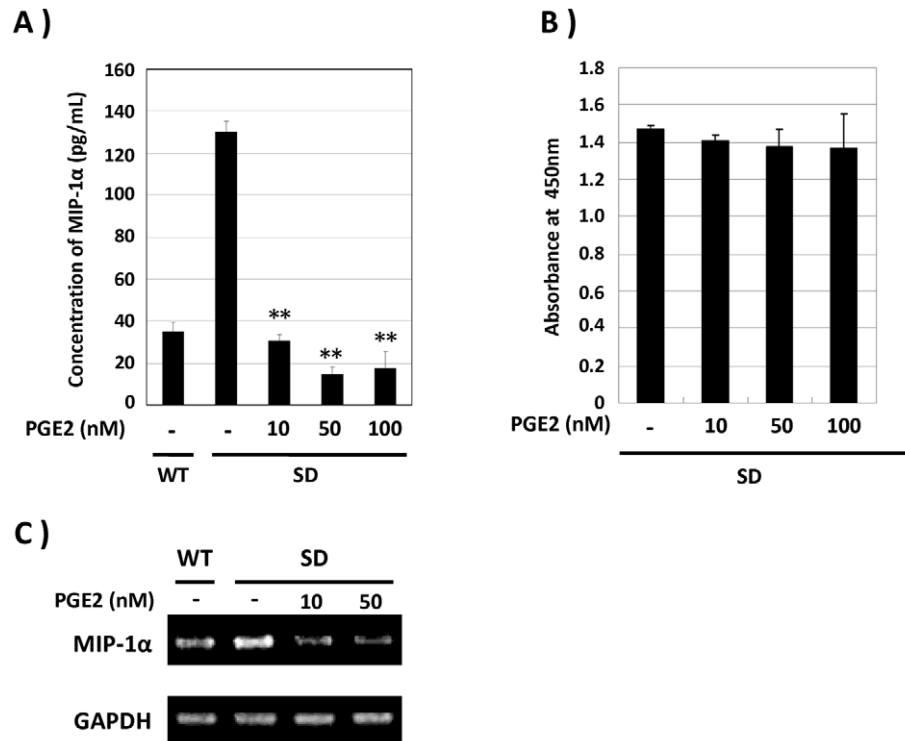 A )
160
140
120
100
80
60
40
20
0
Concentration of MIP-1α (pg/mL)
** ** **
PGE2 (nM) - - 10 50 100
WT SD
B )
1.8
1.6
1.4
1.2
1.0
0.8
0.6
0.4
0.2
0
Absorbance at 450nm
PGE2 (nM) - 10 50 100
SD
C )
WT SD
PGE2 (nM) - - 10 50
MIP-1α
GAPDH